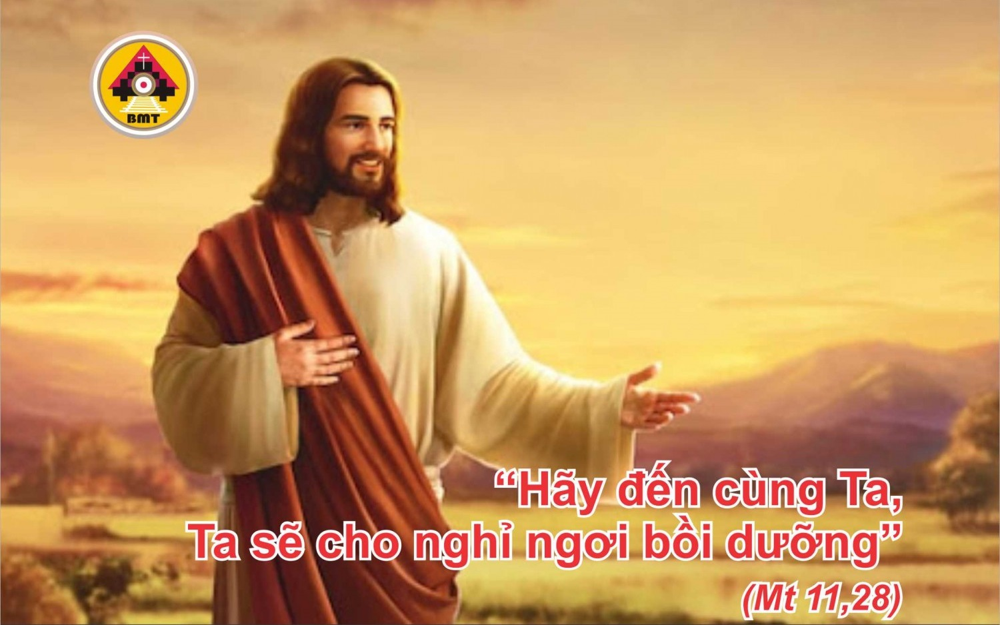 BMT
“Hãy đến cùng Ta,
Ta sẽ cho nghỉ ngơi bồi dưỡng”
(Mt 11,28)